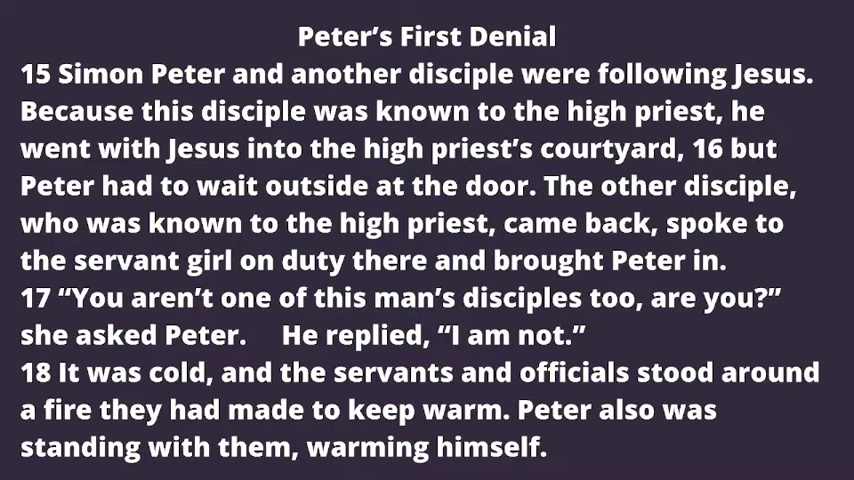 Peter’s First Denial
15 Simon Peter and another disciple were following Jesus.
Because this disciple was known to the high priest, he
went with Jesus into the high priest’s courtyard, 16 but
Peter had to wait outside at the door. The other disciple,
who was known to the high priest, came back, spoke to
the servant girl on duty there and brought Peter in.
17 “You aren’t one of this man’s disciples too, are you?”
she asked Peter. He replied, “I am not.”
18 It was cold, and the servants and officials stood around
a fire they had made to keep warm. Peter also was
standing with them, warming himself.